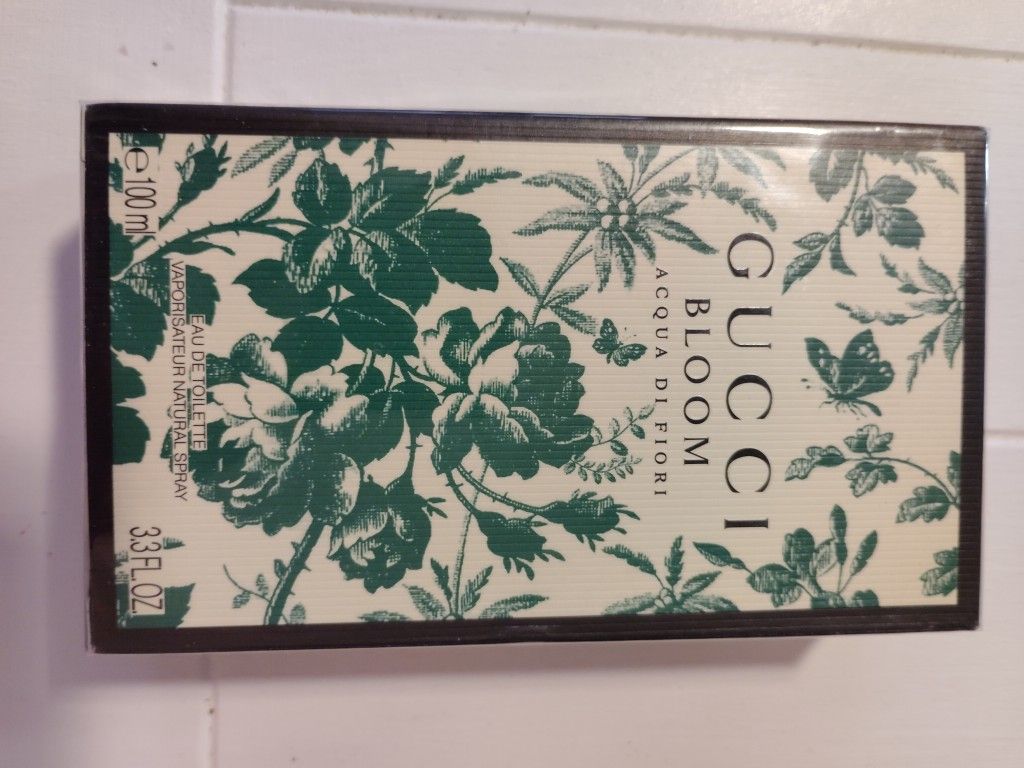 GUCCI
BLOOM
ACQUA DI FIORI
EAU DE TOILETTE
VAPORISATEUR NATURAL SPRAY
e 100 ml
3.3 FL.OZ